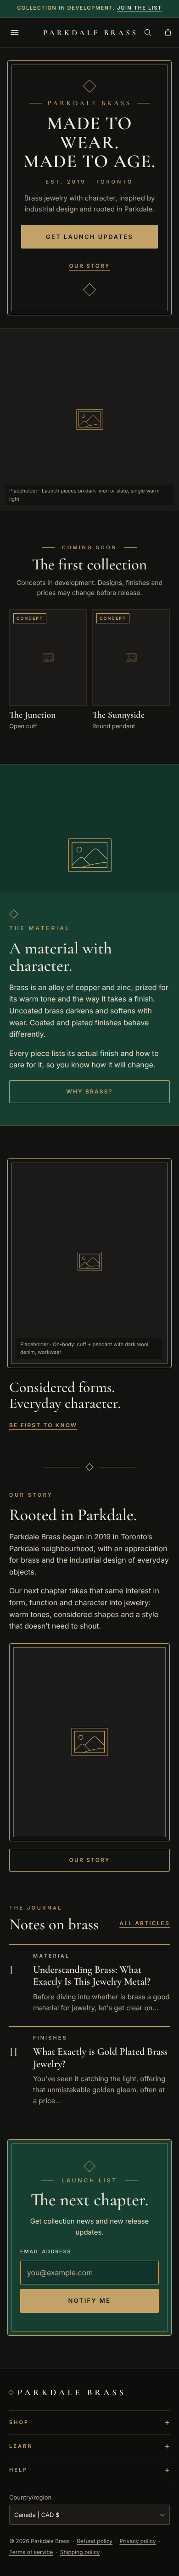 COLLECTION IN DEVELOPMENT. JOIN THE LIST
PARKDALE BRASS
PARKDALE BRASS
MADE TO
WEAR.
MADE TO AGE.
EST. 2019 · TORONTO
Brass jewelry with character, inspired by
industrial design and rooted in Parkdale.
GET LAUNCH UPDATES
OUR STORY
Placeholder · Launch pieces on dark linen or slate, single warm
light
COMING SOON
The first collection
Concepts in development. Designs, finishes and
prices may change before release.
CONCEPT
CONCEPT
The Junction
Open cuff
The Sunnyside
Round pendant
THE MATERIAL
A material with
character.
Brass is an alloy of copper and zinc, prized for
its warm tone and the way it takes a finish.
Uncoated brass darkens and softens with
wear. Coated and plated finishes behave
differently.
Every piece lists its actual finish and how to
care for it, so you know how it will change.
WHY BRASS?
Placeholder · On-body: cuff + pendant with dark wool,
denim, workwear
Considered forms.
Everyday character.
BE FIRST TO KNOW
OUR STORY
Rooted in Parkdale.
Parkdale Brass began in 2019 in Toronto's
Parkdale neighbourhood, with an appreciation
for brass and the industrial design of everyday
objects.
Our next chapter takes that same interest in
form, function and character into jewelry:
warm tones, considered shapes and a style
that doesn't need to shout.
OUR STORY
THE JOURNAL
Notes on brass
ALL ARTICLES
I
MATERIAL
Understanding Brass: What
Exactly Is This Jewelry Metal?
Before diving into whether is brass a good
material for jewelry, let's get clear on...
II
FINISHES
What Exactly is Gold Plated Brass
Jewelry?
You've seen it catching the light, offering
that unmistakable golden gleam, often at
a price...
LAUNCH LIST
The next chapter.
Get collection news and new release
updates.
EMAIL ADDRESS
you@example.com
NOTIFY ME
PARKDALE BRASS
SHOP +
LEARN +
HELP +
Country/region
Canada | CAD $
© 2026 Parkdale Brass · Refund policy · Privacy policy ·
Terms of service · Shipping policy